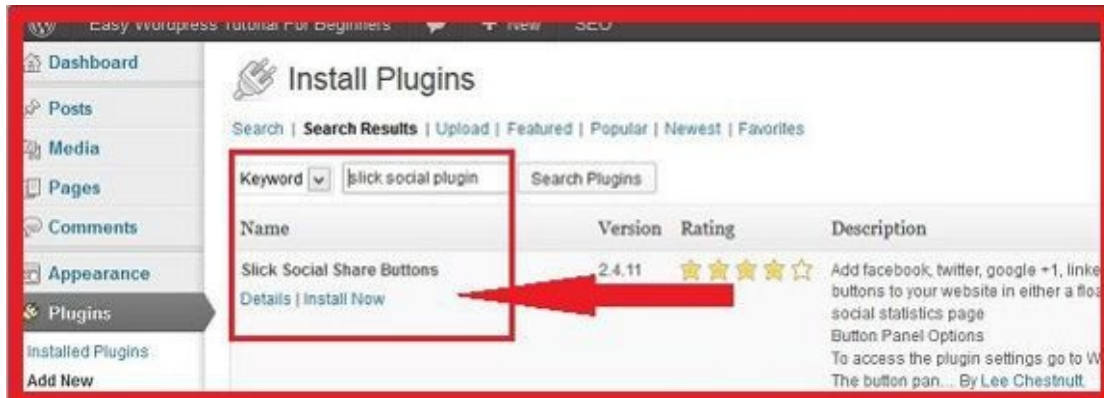 Easy Wordpress Tutorial For Beginners + New SEO
Dashboard
Posts
Media
Pages
Comments
Appearance
Plugins
Installed Plugins
Add New
Install Plugins
Search | Search Results | Upload | Featured | Popular | Newest | Favorites
Keyword slick social plugin Search Plugins
Name Version Rating Description
Slick Social Share Buttons 2.4.11 Add facebook, twitter, google +1, linke
Details | Install Now buttons to your website in either a floa
social statistics page
Button Panel Options
To access the plugin settings go to W
The button pan... By Lee Chestnutt.